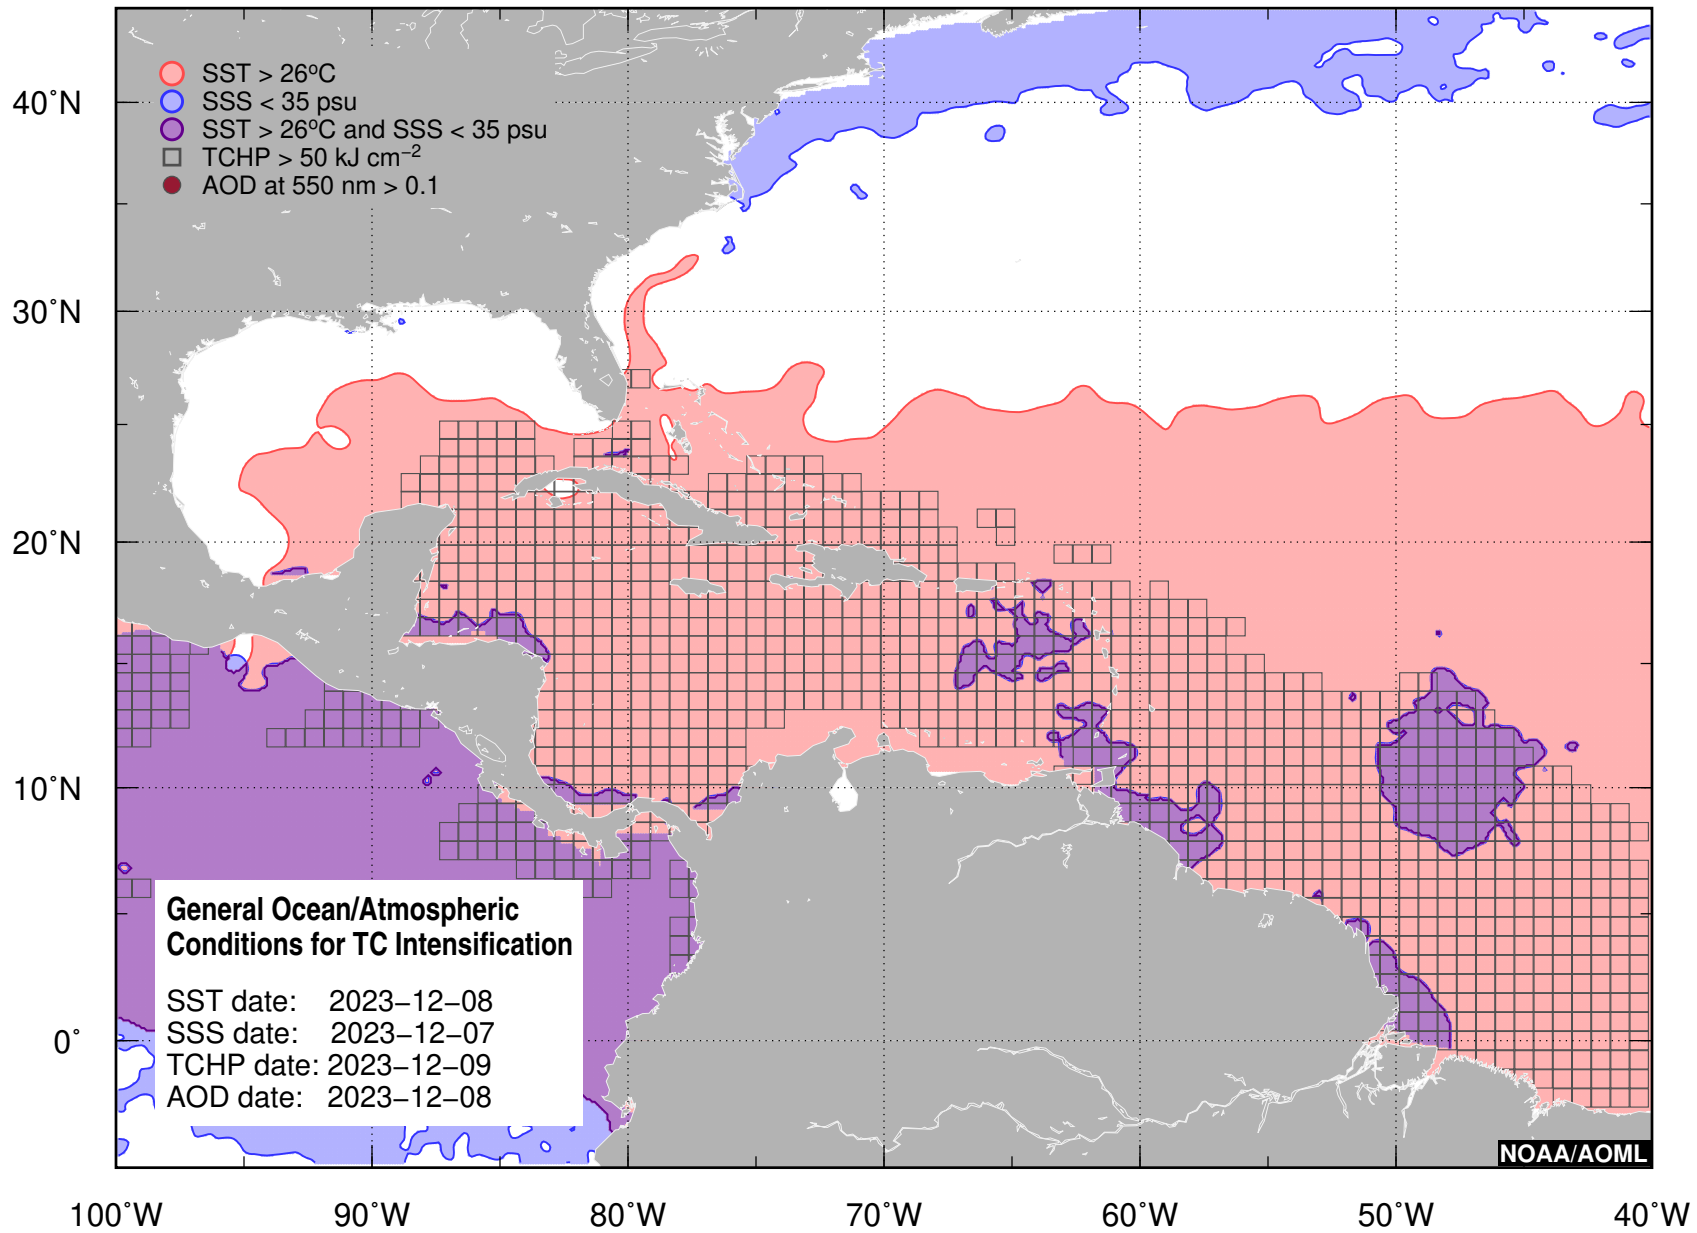 SST > 26ºC
SSS < 35 psu
SST > 26ºC and SSS < 35 psu
TCHP > 50 kJ cm⁻²
AOD at 550 nm > 0.1
40˚N
30˚N
20˚N
10˚N
0˚
General Ocean/Atmospheric
Conditions for TC Intensification
SST date: 2023−12−08
SSS date: 2023−12−07
TCHP date: 2023−12−09
AOD date: 2023−12−08
NOAA/AOML
100˚W 90˚W 80˚W 70˚W 60˚W 50˚W 40˚W